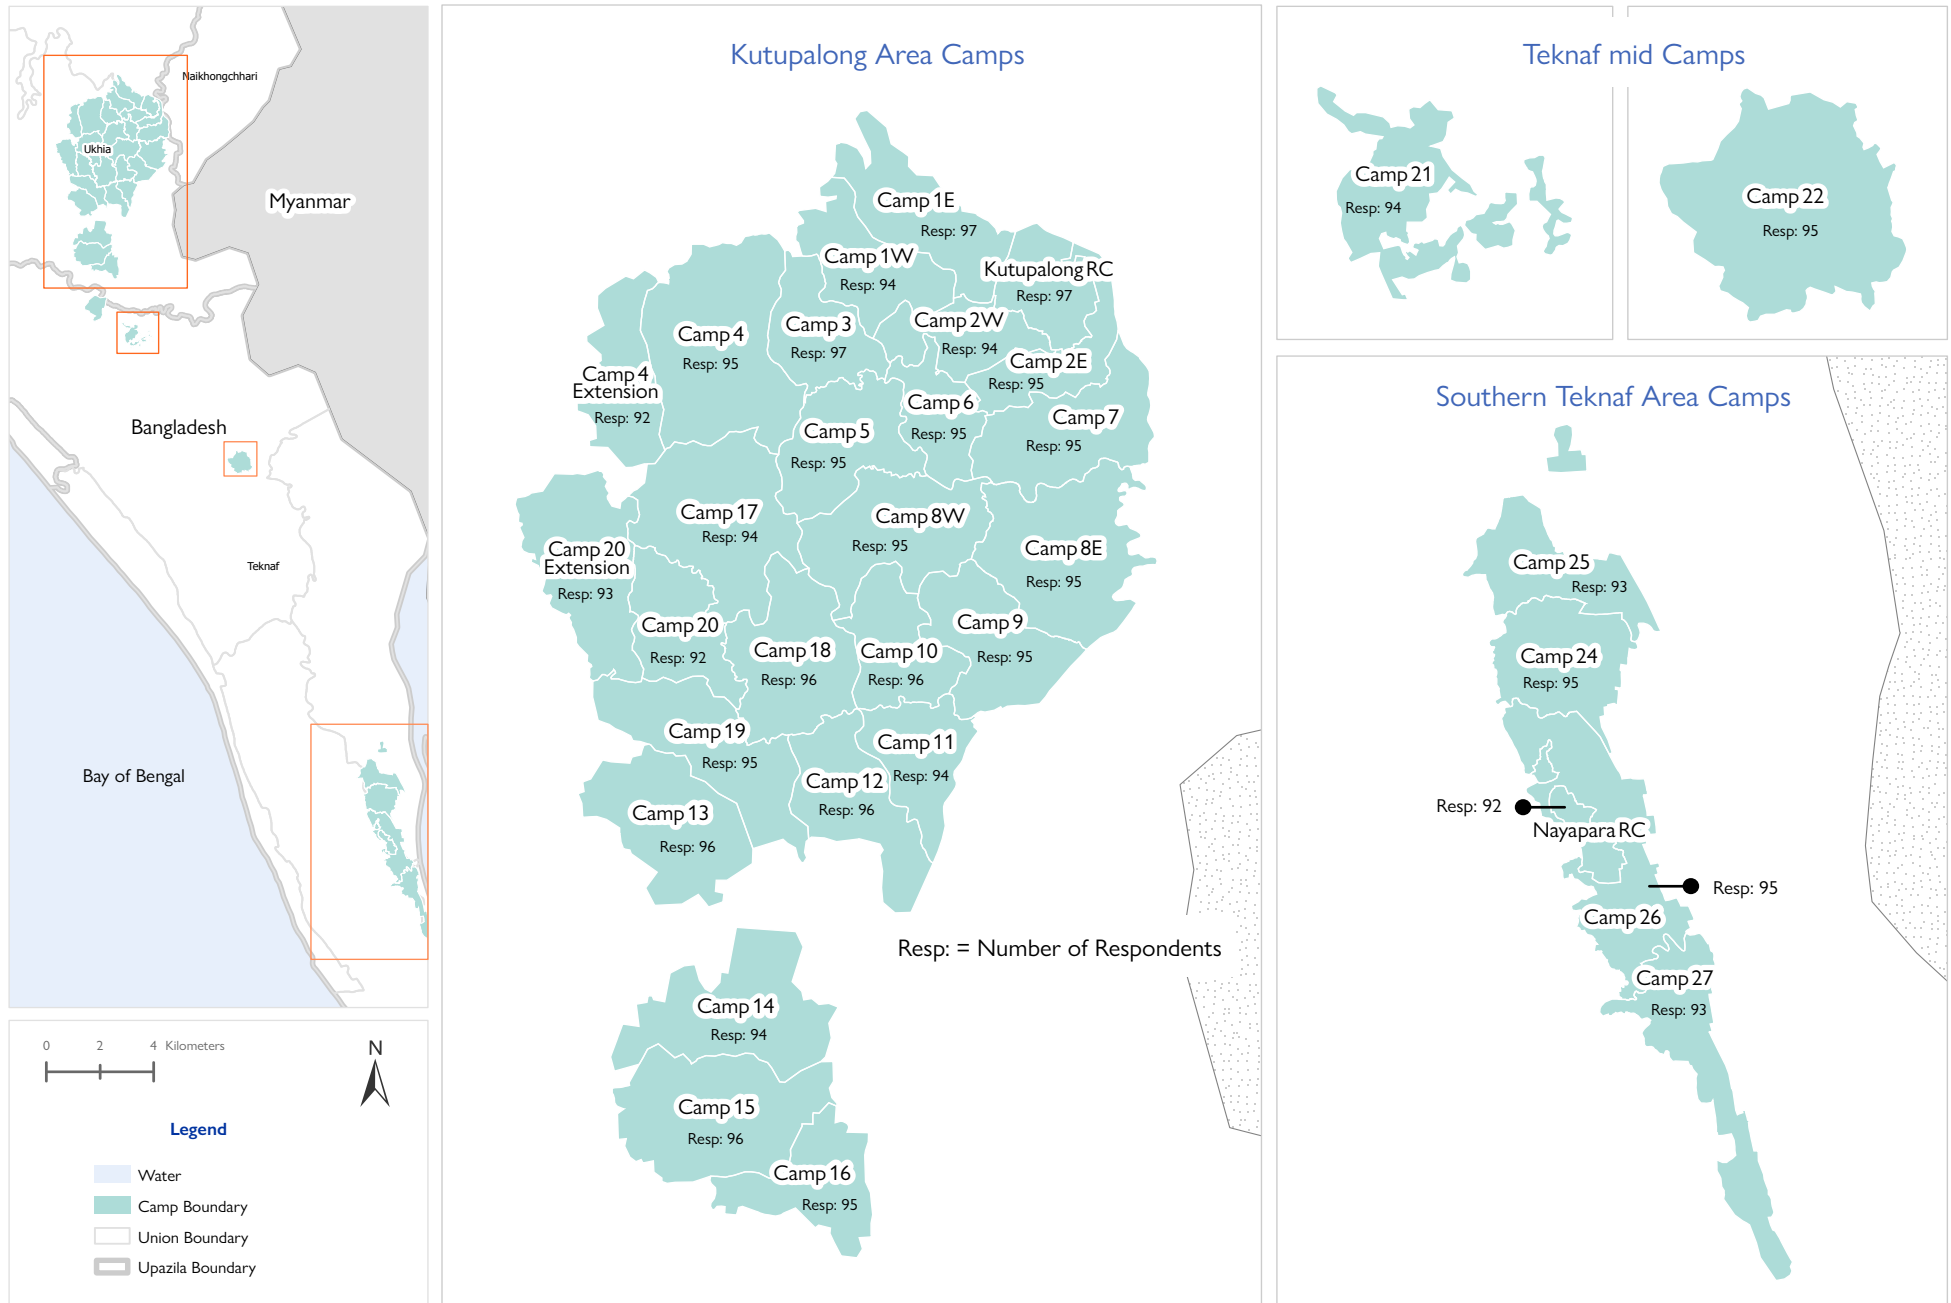 Naikhongchhari
Ukhia
Myanmar
Bangladesh
Teknaf
Bay of Bengal
0 2 4 Kilometers
N
Legend
Water
Camp Boundary
Union Boundary
Upazila Boundary
Kutupalong Area Camps
Camp 1E
Resp: 97
Camp 1W
Resp: 94
Kutupalong RC
Resp: 97
Camp 4
Resp: 95
Camp 3
Resp: 97
Camp 2W
Resp: 94
Camp 2E
Resp: 95
Camp 4
Extension
Resp: 92
Camp 6
Resp: 95
Camp 7
Resp: 95
Camp 5
Resp: 95
Camp 17
Resp: 94
Camp 8W
Resp: 95
Camp 8E
Resp: 95
Camp 20
Extension
Resp: 93
Camp 20
Resp: 92
Camp 18
Resp: 96
Camp 10
Resp: 96
Camp 9
Resp: 95
Camp 19
Resp: 95
Camp 11
Resp: 94
Camp 12
Resp: 96
Camp 13
Resp: 96
Resp: = Number of Respondents
Camp 14
Resp: 94
Camp 15
Resp: 96
Camp 16
Resp: 95
Teknaf mid Camps
Camp 21
Resp: 94
Camp 22
Resp: 95
Southern Teknaf Area Camps
Camp 25
Resp: 93
Camp 24
Resp: 95
Resp: 92
Nayapara RC
Resp: 95
Camp 26
Camp 27
Resp: 93